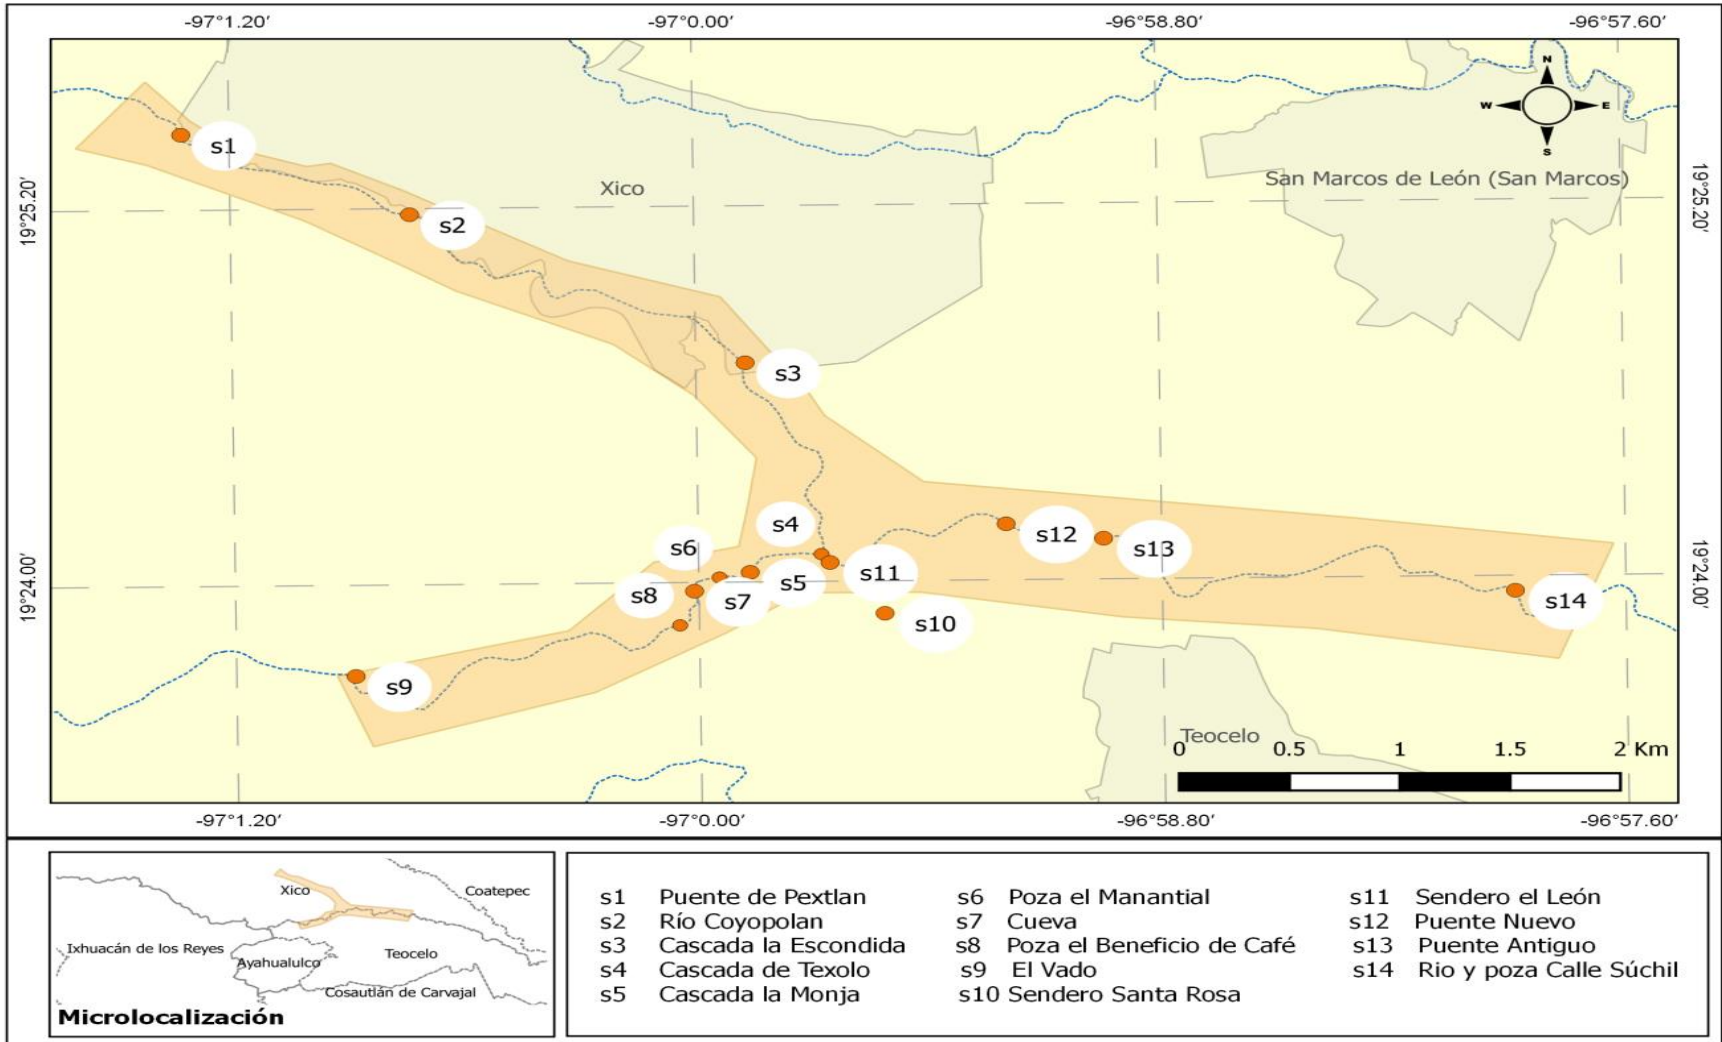 -97°1.20′ -97°0.00′ -96°58.80′ -96°57.60′
N
W E
S
s1
Xico
San Marcos de León (San Marcos)
19°25.20′ 19°25.20′
s2
s3
s4
s12
s6
s13
s11
s5
19°24.00′ 19°24.00′
s8
s7
s14
s10
s9
Teocelo
0 0.5 1 1.5 2 Km
-97°1.20′ -97°0.00′ -96°58.80′ -96°57.60′
Xico
Coatepec
Ixhuacán de los Reyes
Teocelo
Ayahualulco
Cosautlán de Carvajal
Microlocalización
s1 Puente de Pextlan
s2 Río Coyopolan
s3 Cascada la Escondida
s4 Cascada de Texolo
s5 Cascada la Monja
s6 Poza el Manantial
s7 Cueva
s8 Poza el Beneficio de Café
s9 El Vado
s10 Sendero Santa Rosa
s11 Sendero el León
s12 Puente Nuevo
s13 Puente Antiguo
s14 Rio y poza Calle Súchil